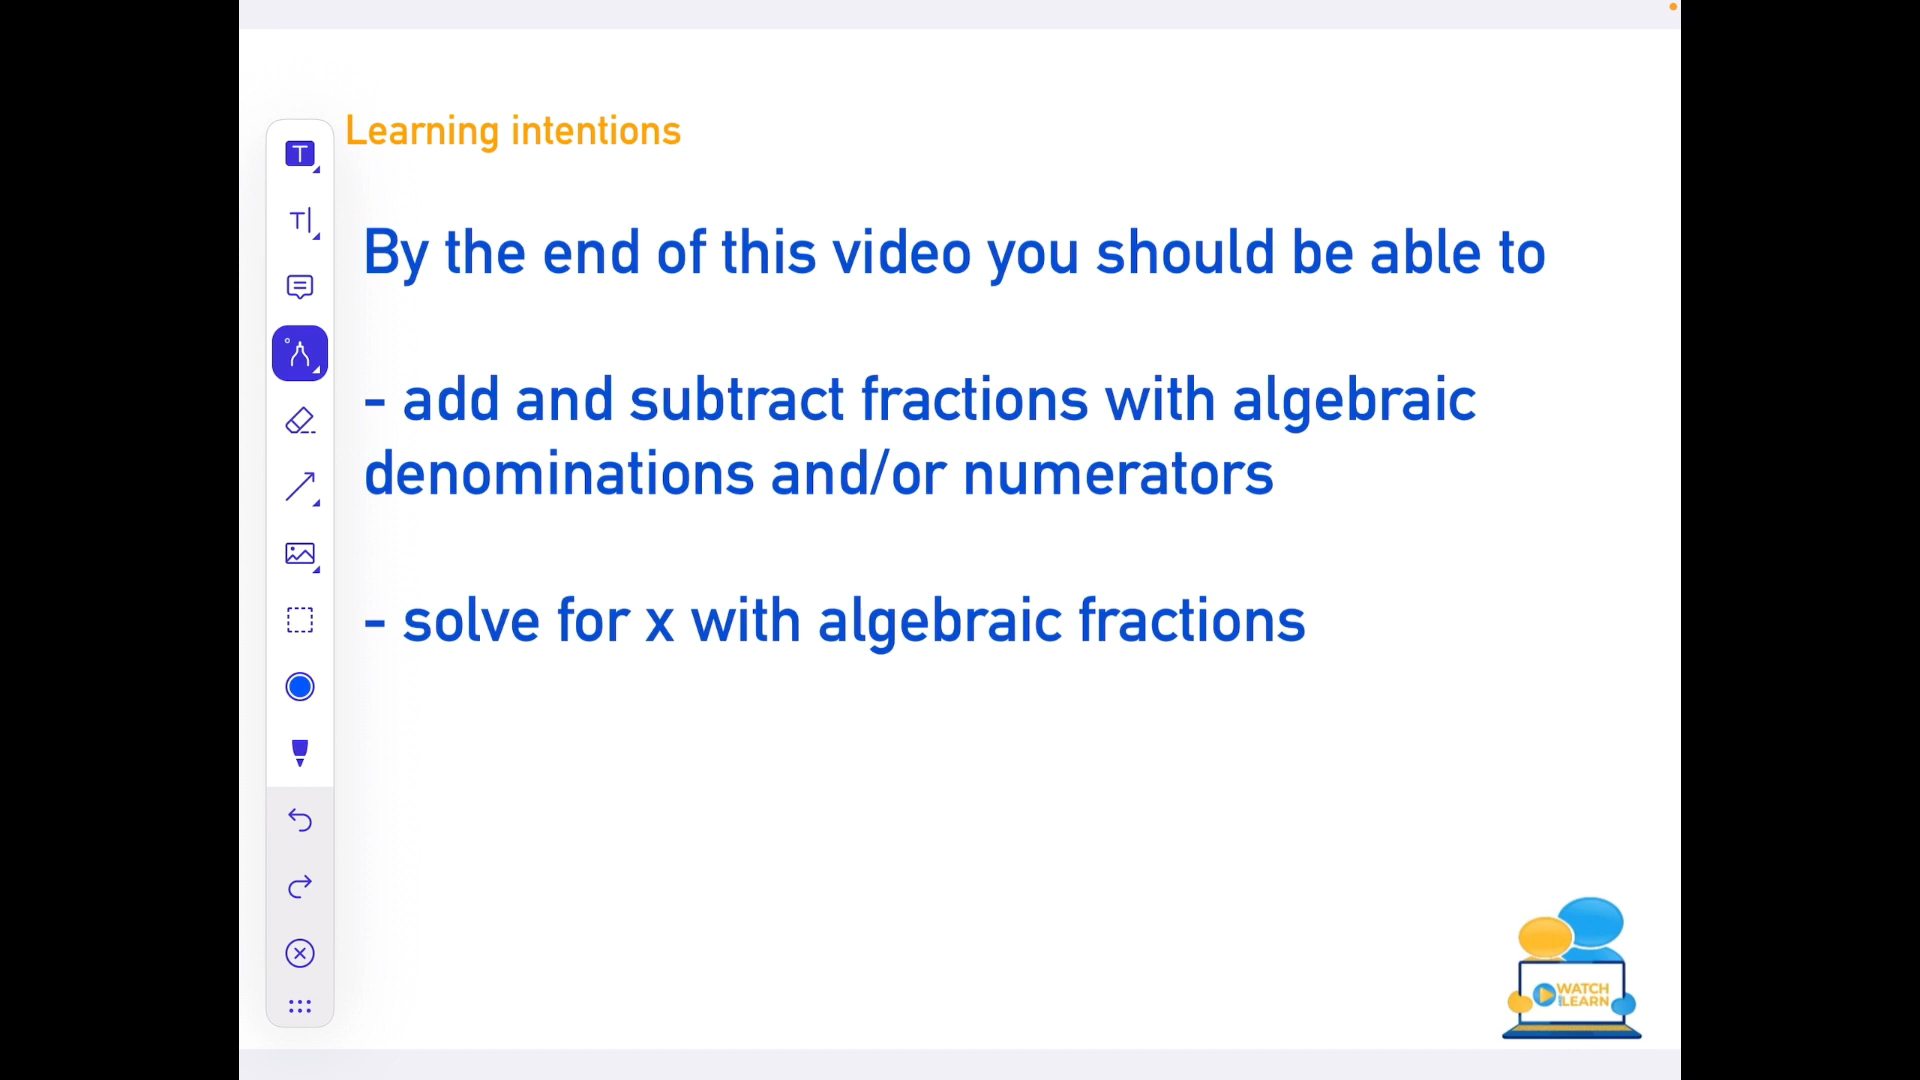 Learning intentions
By the end of this video you should be able to
- add and subtract fractions with algebraic
denominations and/or numerators
- solve for x with algebraic fractions
WATCH
LEARN